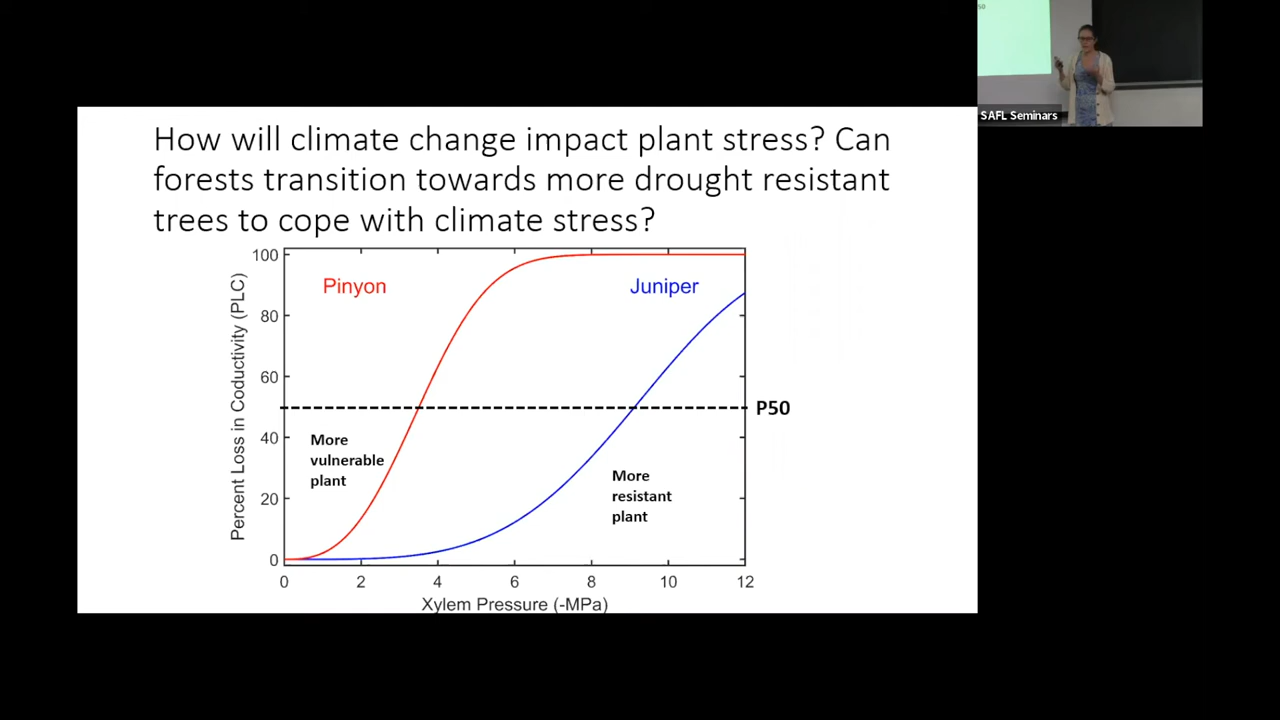 How will climate change impact plant stress? Can
forests transition towards more drought resistant
trees to cope with climate stress?
SAFL Seminars
Percent Loss in Coductivity (PLC)
100
80
60
40
20
0
Pinyon
Juniper
P50
More
vulnerable
plant
More
resistant
plant
0 2 4 6 8 10 12
Xylem Pressure (-MPa)